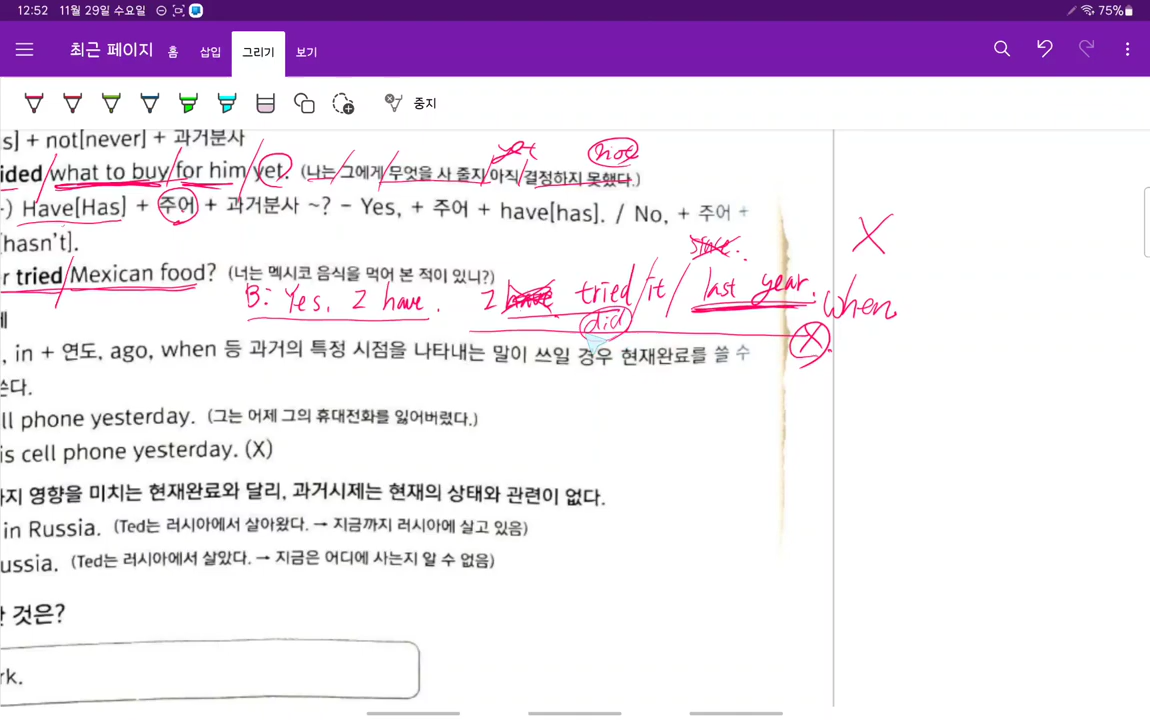 12:52 11월 29일 수요일 75%
최근 페이지 홈 삽입 그리기 보기
중지
s] + not[never] + 과거분사
not
ided what to buy for him yet. (나는 그에게 무엇을 사 줄지 아직 결정하지 못했다.)
) Have[Has] + 주어 + 과거분사 ~? – Yes, + 주어 + have[has]. / No, + 주어 +
[hasn't].
since.
X
r tried Mexican food? (너는 멕시코 음식을 먹어 본 적이 있니?)
B: Yes, I have. I have tried it / last year. when
did
X
, in + 연도, ago, when 등 과거의 특정 시점을 나타내는 말이 쓰일 경우 현재완료를 쓸 수
쓴다.
ll phone yesterday. (그는 어제 그의 휴대전화를 잃어버렸다.)
is cell phone yesterday. (X)
까지 영향을 미치는 현재완료와 달리, 과거시제는 현재의 상태와 관련이 없다.
in Russia. (Ted는 러시아에서 살아왔다. → 지금까지 러시아에 살고 있음)
ussia. (Ted는 러시아에서 살았다. → 지금은 어디에 사는지 알 수 없음)
한 것은?
rk.